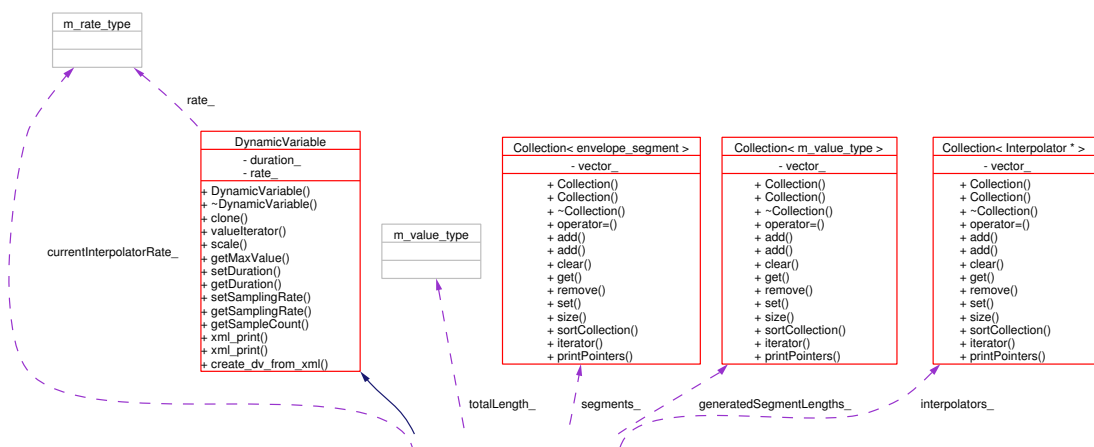 m_rate_type
rate_
DynamicVariable
- duration_
- rate_
+ DynamicVariable()
+ ~DynamicVariable()
+ clone()
+ valueIterator()
+ scale()
+ getMaxValue()
+ setDuration()
+ getDuration()
+ setSamplingRate()
+ getSamplingRate()
+ getSampleCount()
+ xml_print()
+ xml_print()
+ create_dv_from_xml()
currentInterpolatorRate_
m_value_type
Collection< envelope_segment >
- vector_
+ Collection()
+ Collection()
+ ~Collection()
+ operator=()
+ add()
+ add()
+ clear()
+ get()
+ remove()
+ set()
+ size()
+ sortCollection()
+ iterator()
+ printPointers()
Collection< m_value_type >
- vector_
+ Collection()
+ Collection()
+ ~Collection()
+ operator=()
+ add()
+ add()
+ clear()
+ get()
+ remove()
+ set()
+ size()
+ sortCollection()
+ iterator()
+ printPointers()
Collection< Interpolator * >
- vector_
+ Collection()
+ Collection()
+ ~Collection()
+ operator=()
+ add()
+ add()
+ clear()
+ get()
+ remove()
+ set()
+ size()
+ sortCollection()
+ iterator()
+ printPointers()
totalLength_
segments_
generatedSegmentLengths_
interpolators_